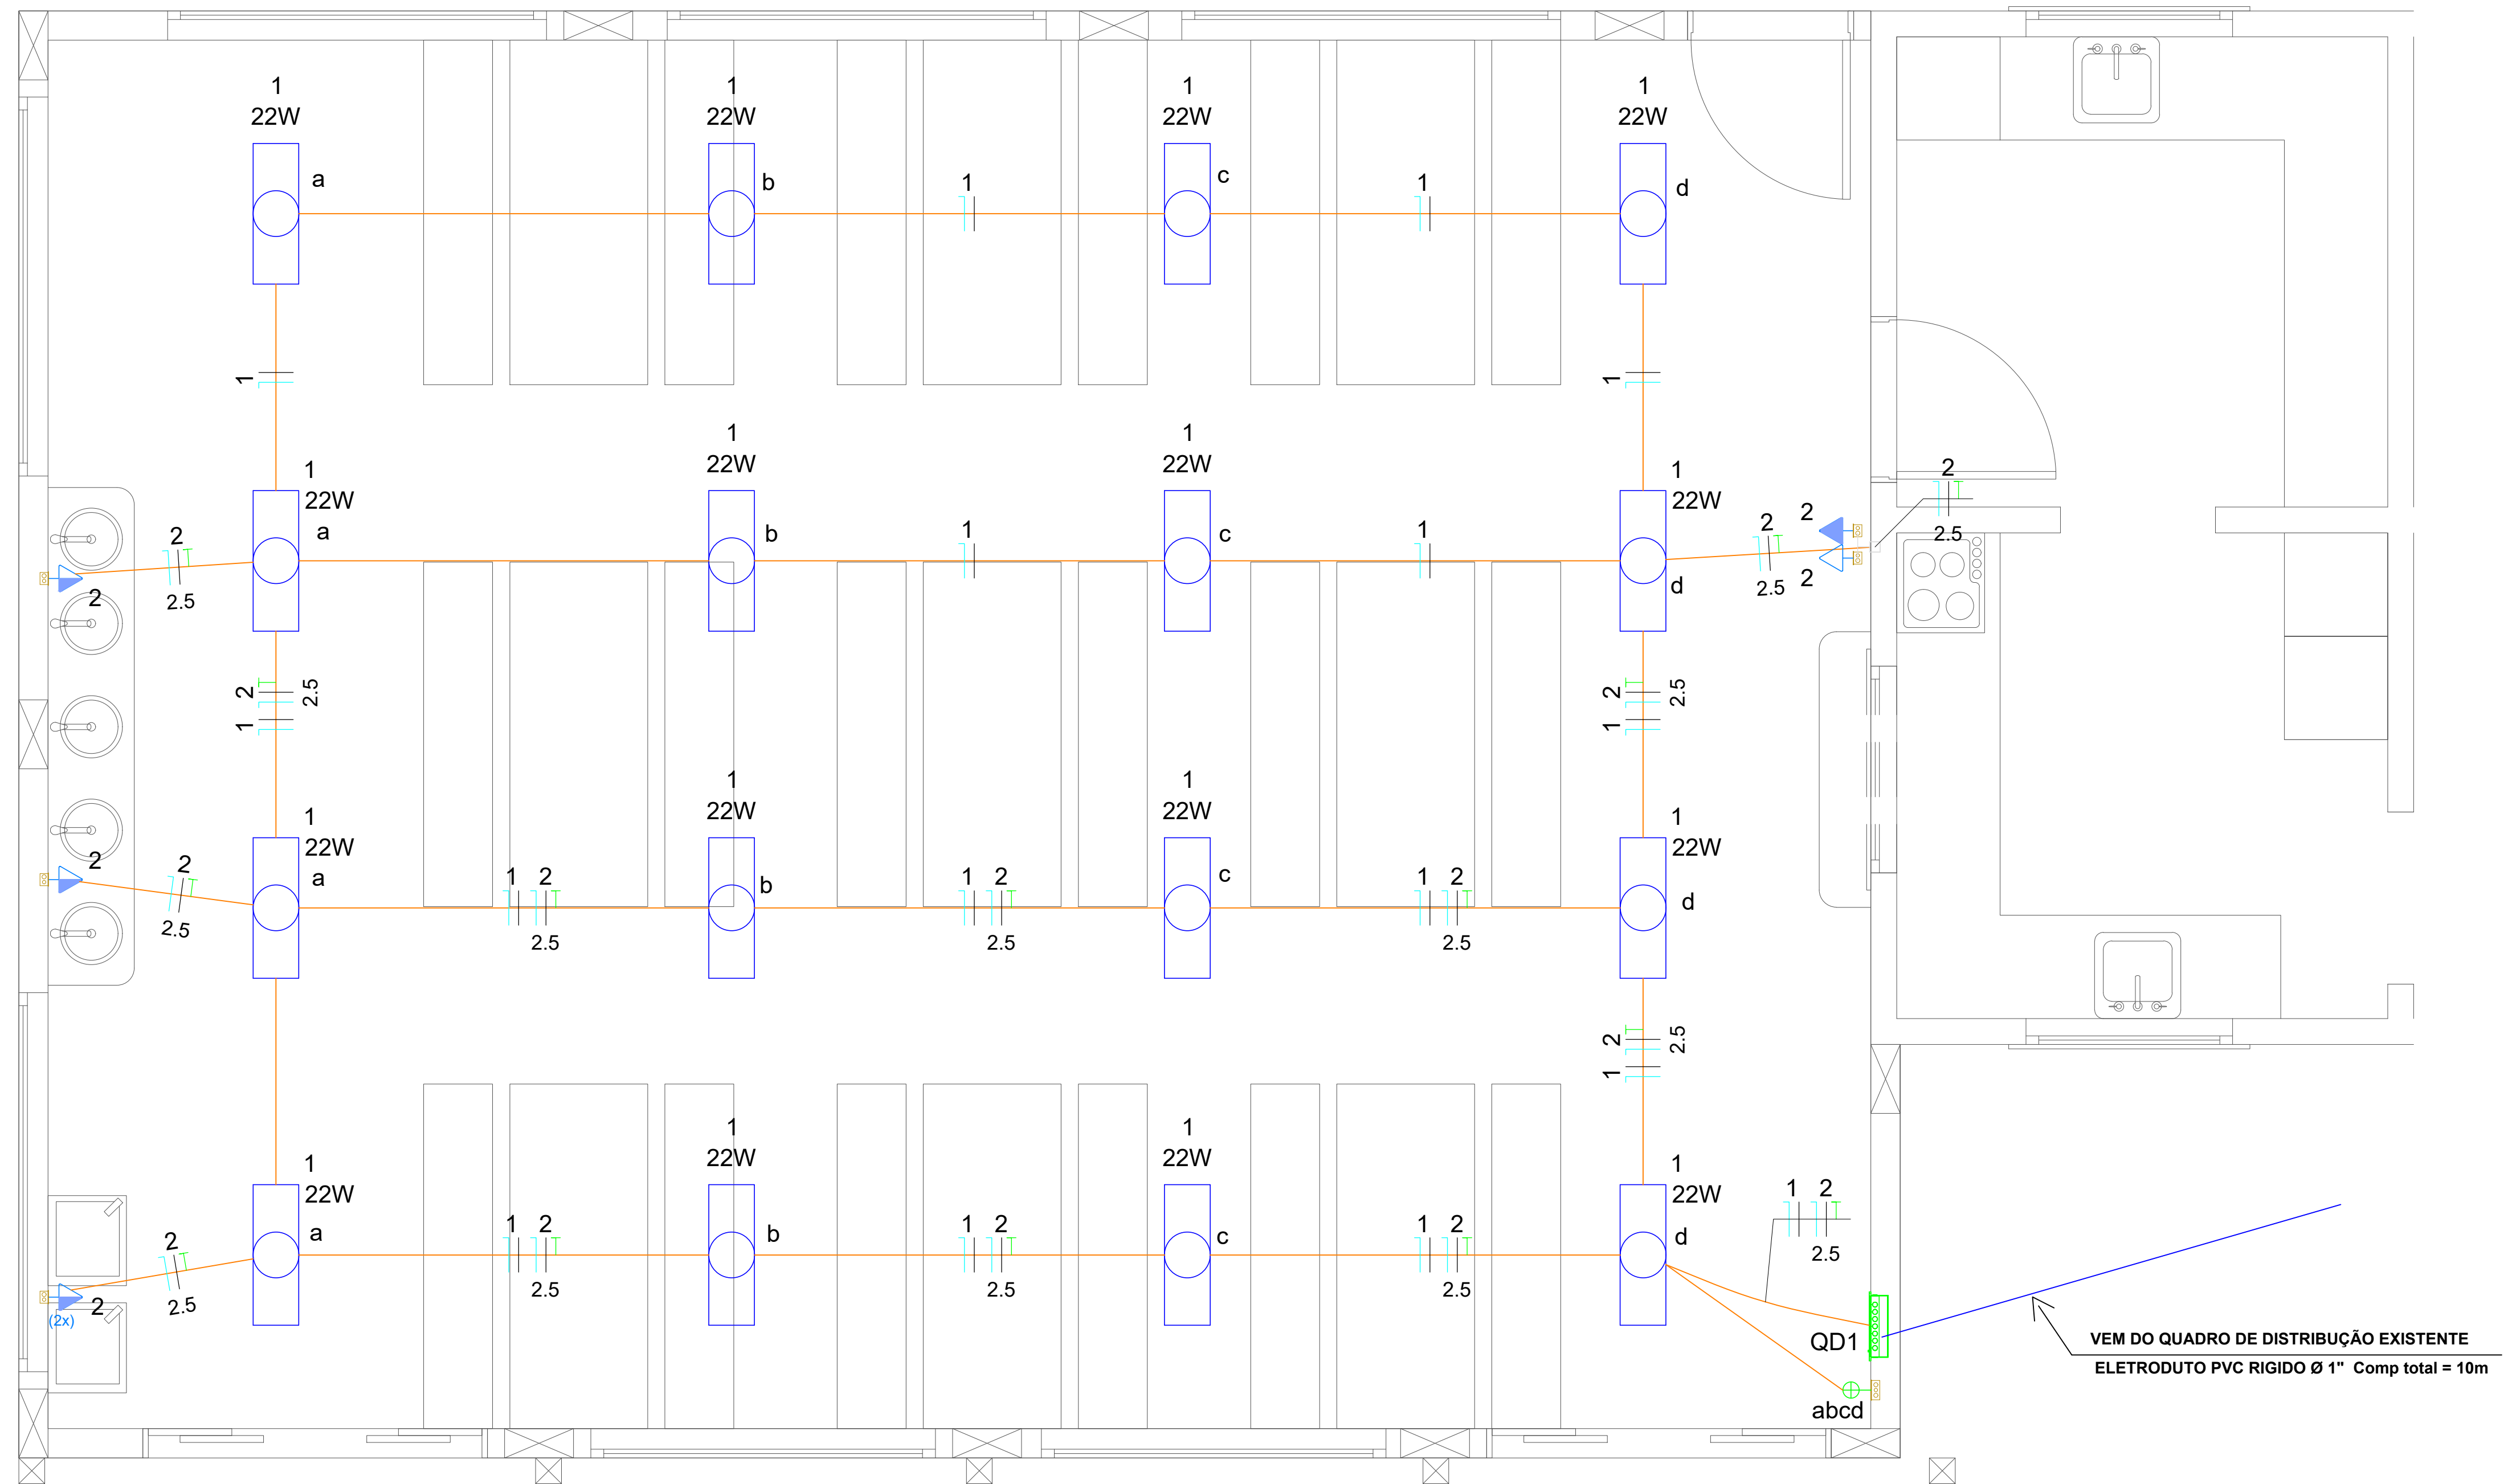 1 1 1 1
22W 22W 22W 22W
a b 1 c 1 d
1 1
1 1
22W 22W
1 1
22W 22W
2
a b 1 c 1 d
2 2 2
2.5
2.5 2.5 2
2
2 2.5 2 2.5
1 1
1 1
22W 22W
1 1
22W 22W
2 2
a b c d
1 2 1 2 1 2
2.5
2.5 2.5 2.5
2 2.5
1
1 1
22W 22W
1 1
22W 22W
1 2
2 a b c d
1 2 1 2 1 2
2.5
2.5 2.5 2.5
2.5
2
(2x)
QD1
VEM DO QUADRO DE DISTRIBUÇÃO EXISTENTE
ELETRODUTO PVC RIGIDO Ø 1" Comp total = 10m
abcd